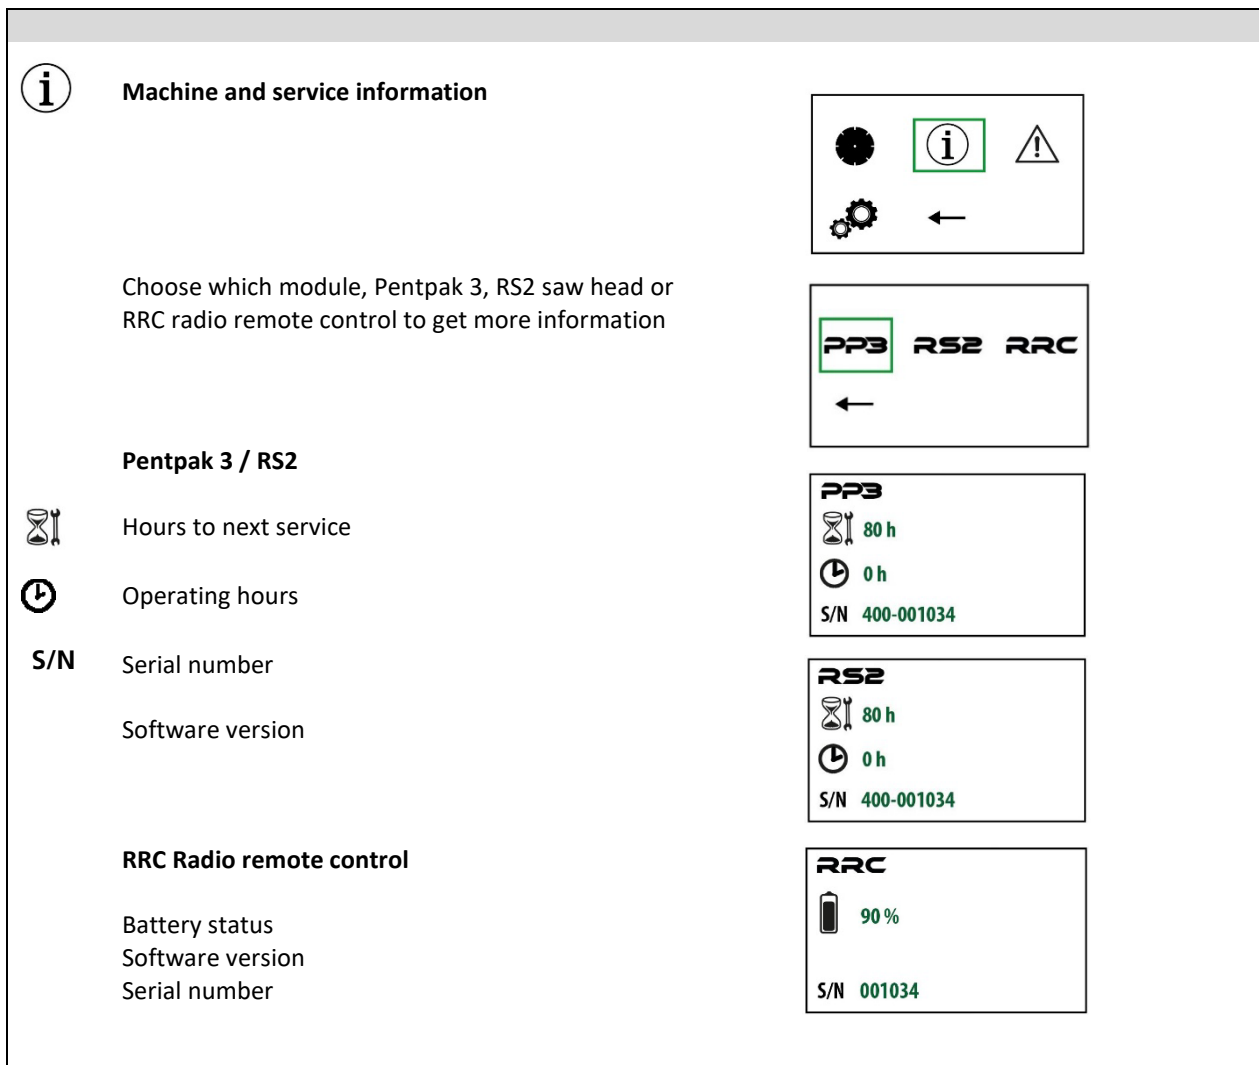 Machine and service information
Choose which module, Pentpak 3, RS2 saw head or
RRC radio remote control to get more information
PP3 RS2 RRC
Pentpak 3 / RS2
Hours to next service
Operating hours
S/N Serial number
Software version
PP3
80 h
0 h
S/N 400-001034
RS2
80 h
0 h
S/N 400-001034
RRC Radio remote control
Battery status
Software version
Serial number
RRC
90 %
S/N 001034